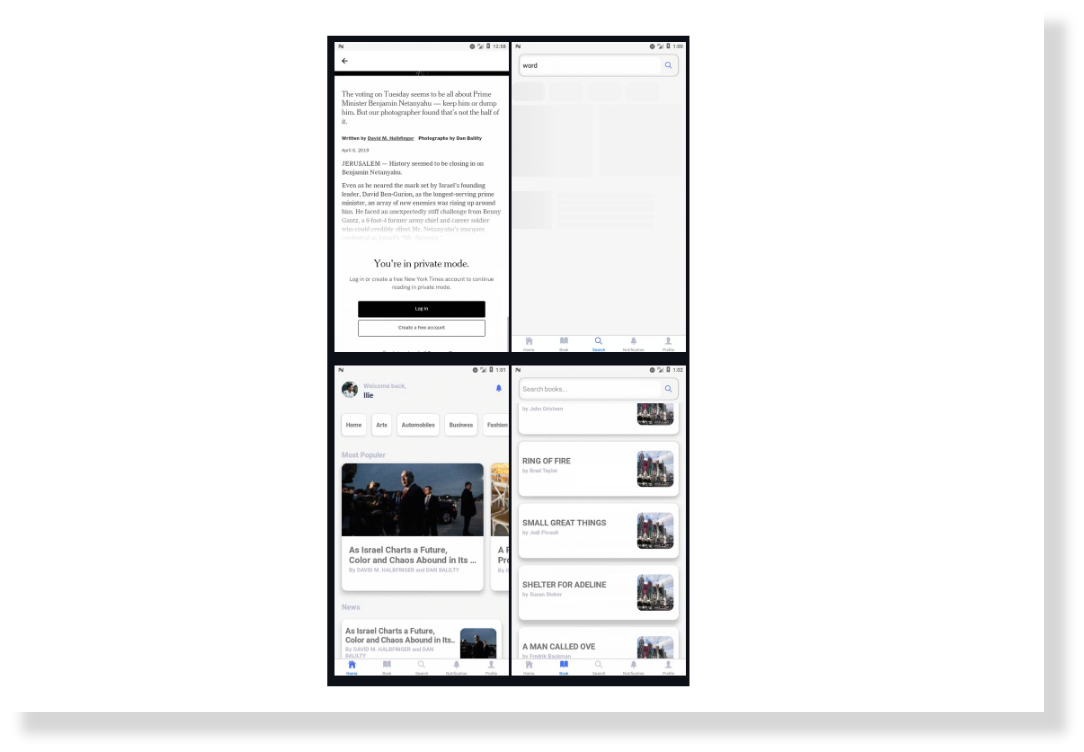 12:58
The voting on Tuesday seems to be all about Prime
Minister Benjamin Netanyahu — keep him or dump
him. But our photographer found that's not the half of
it.
Written by David M. Halbfinger Photographs by Dan Balilty
April 6, 2019
JERUSALEM — History seemed to be closing in on
Benjamin Netanyahu.
Even as he neared the mark set by Israel's founding
leader, David Ben-Gurion, as the longest-serving prime
minister, an array of new enemies was rising up around
him. He faced an unexpectedly stiff challenge from Benny
Gantz, a 6-foot-4 former army chief and career soldier
who could credibly offset Mr. Netanyahu's
You're in private mode.
Log in or create a free New York Times account to continue
reading in private mode.
Log in
Create a free account
word
Home Book Search Notification Profile
1:01
Welcome back,
Ilie
Home Arts Automobiles Business Fashion
Most Populer
As Israel Charts a Future,
Color and Chaos Abound in Its ...
By DAVID M. HALBFINGER and DAN BALILTY
A
News
As Israel Charts a Future,
Color and Chaos Abound in Its..
By DAVID M. HALBFINGER and DAN
BALILTY
Home Book Search Notification Profile
1:02
Search books...
by John Grisham
RING OF FIRE
by Brad Taylor
SMALL GREAT THINGS
by Jodi Picoult
SHELTER FOR ADELINE
by Susan Stoker
A MAN CALLED OVE
by Fredrik Backman
Home Book Search Notification Profile